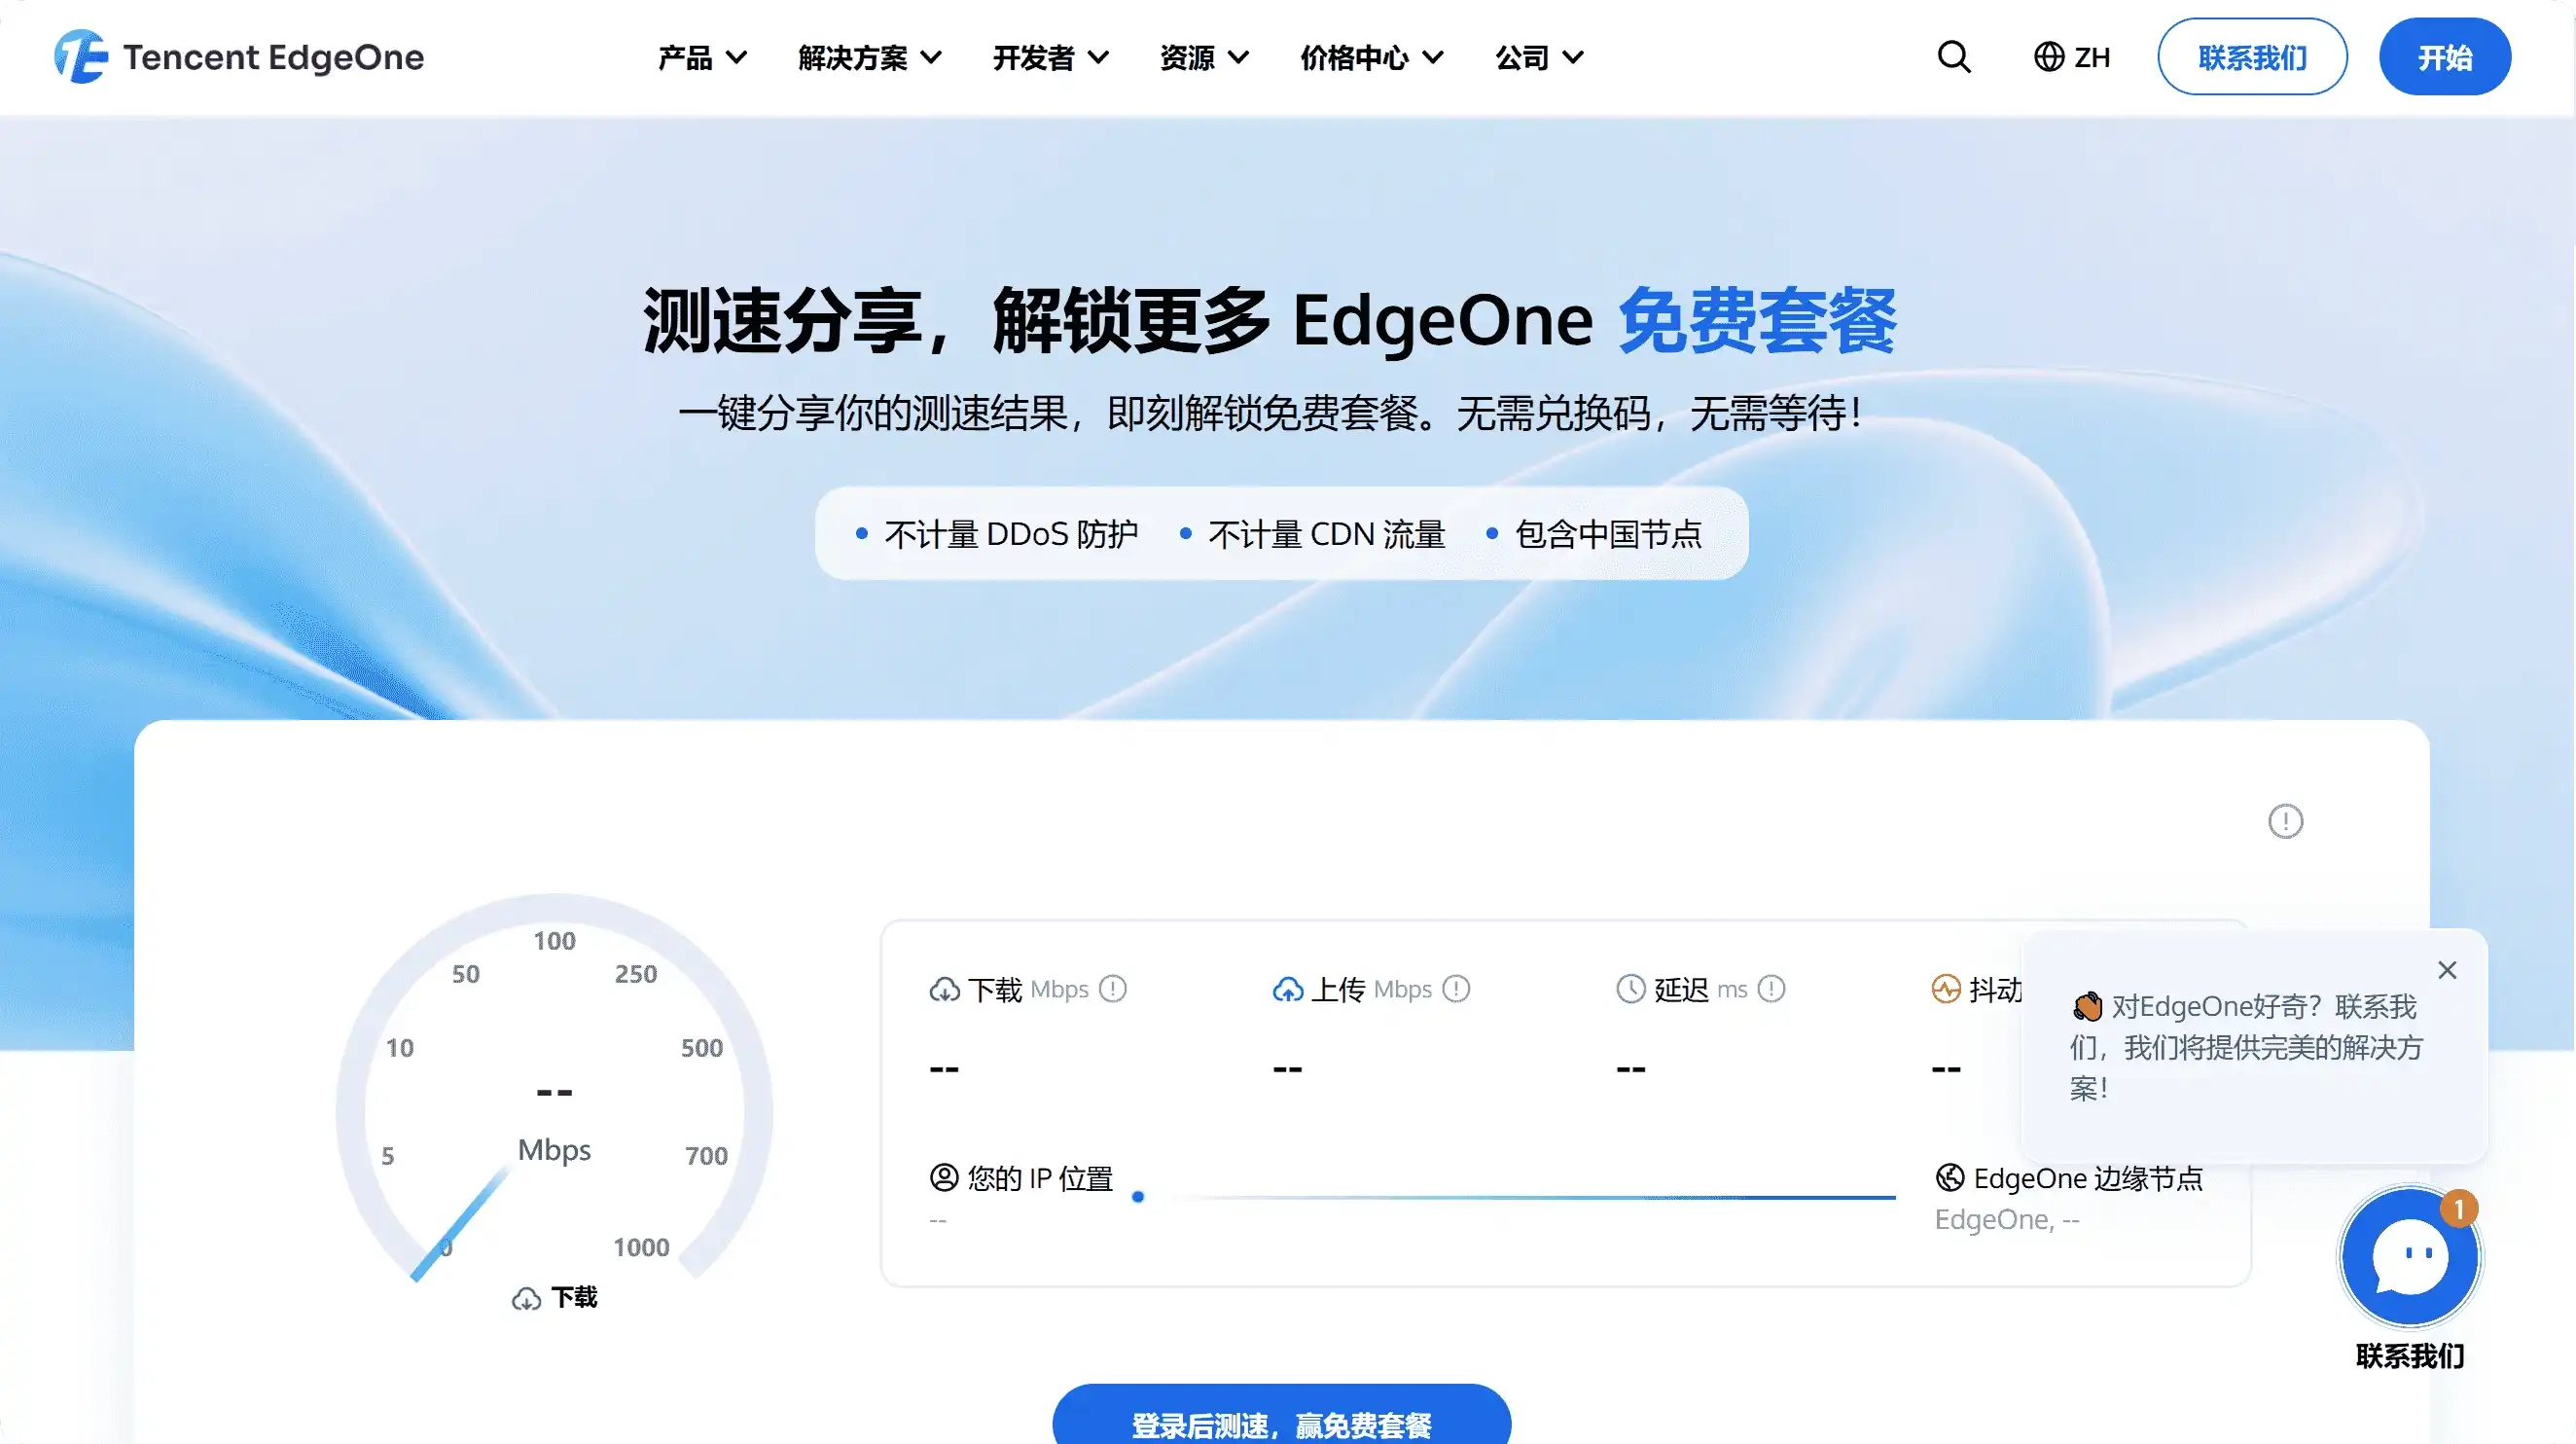 Tencent EdgeOne 产品 解决方案 开发者 资源 价格中心 公司 ZH 联系我们 开始
测速分享，解锁更多 EdgeOne 免费套餐
一键分享你的测速结果，即刻解锁免费套餐。无需兑换码，无需等待！
不计量 DDoS 防护 不计量 CDN 流量 包含中国节点
100
50 250
10 500
--
Mbps
5 700
0 1000
下载
下载 Mbps 上传 Mbps 延迟 ms 抖动
-- -- -- --
您的 IP 位置 EdgeOne 边缘节点
-- EdgeOne, --
对EdgeOne好奇？联系我
们，我们将提供完美的解决方
案！
1
联系我们
登录后测速，赢免费套餐